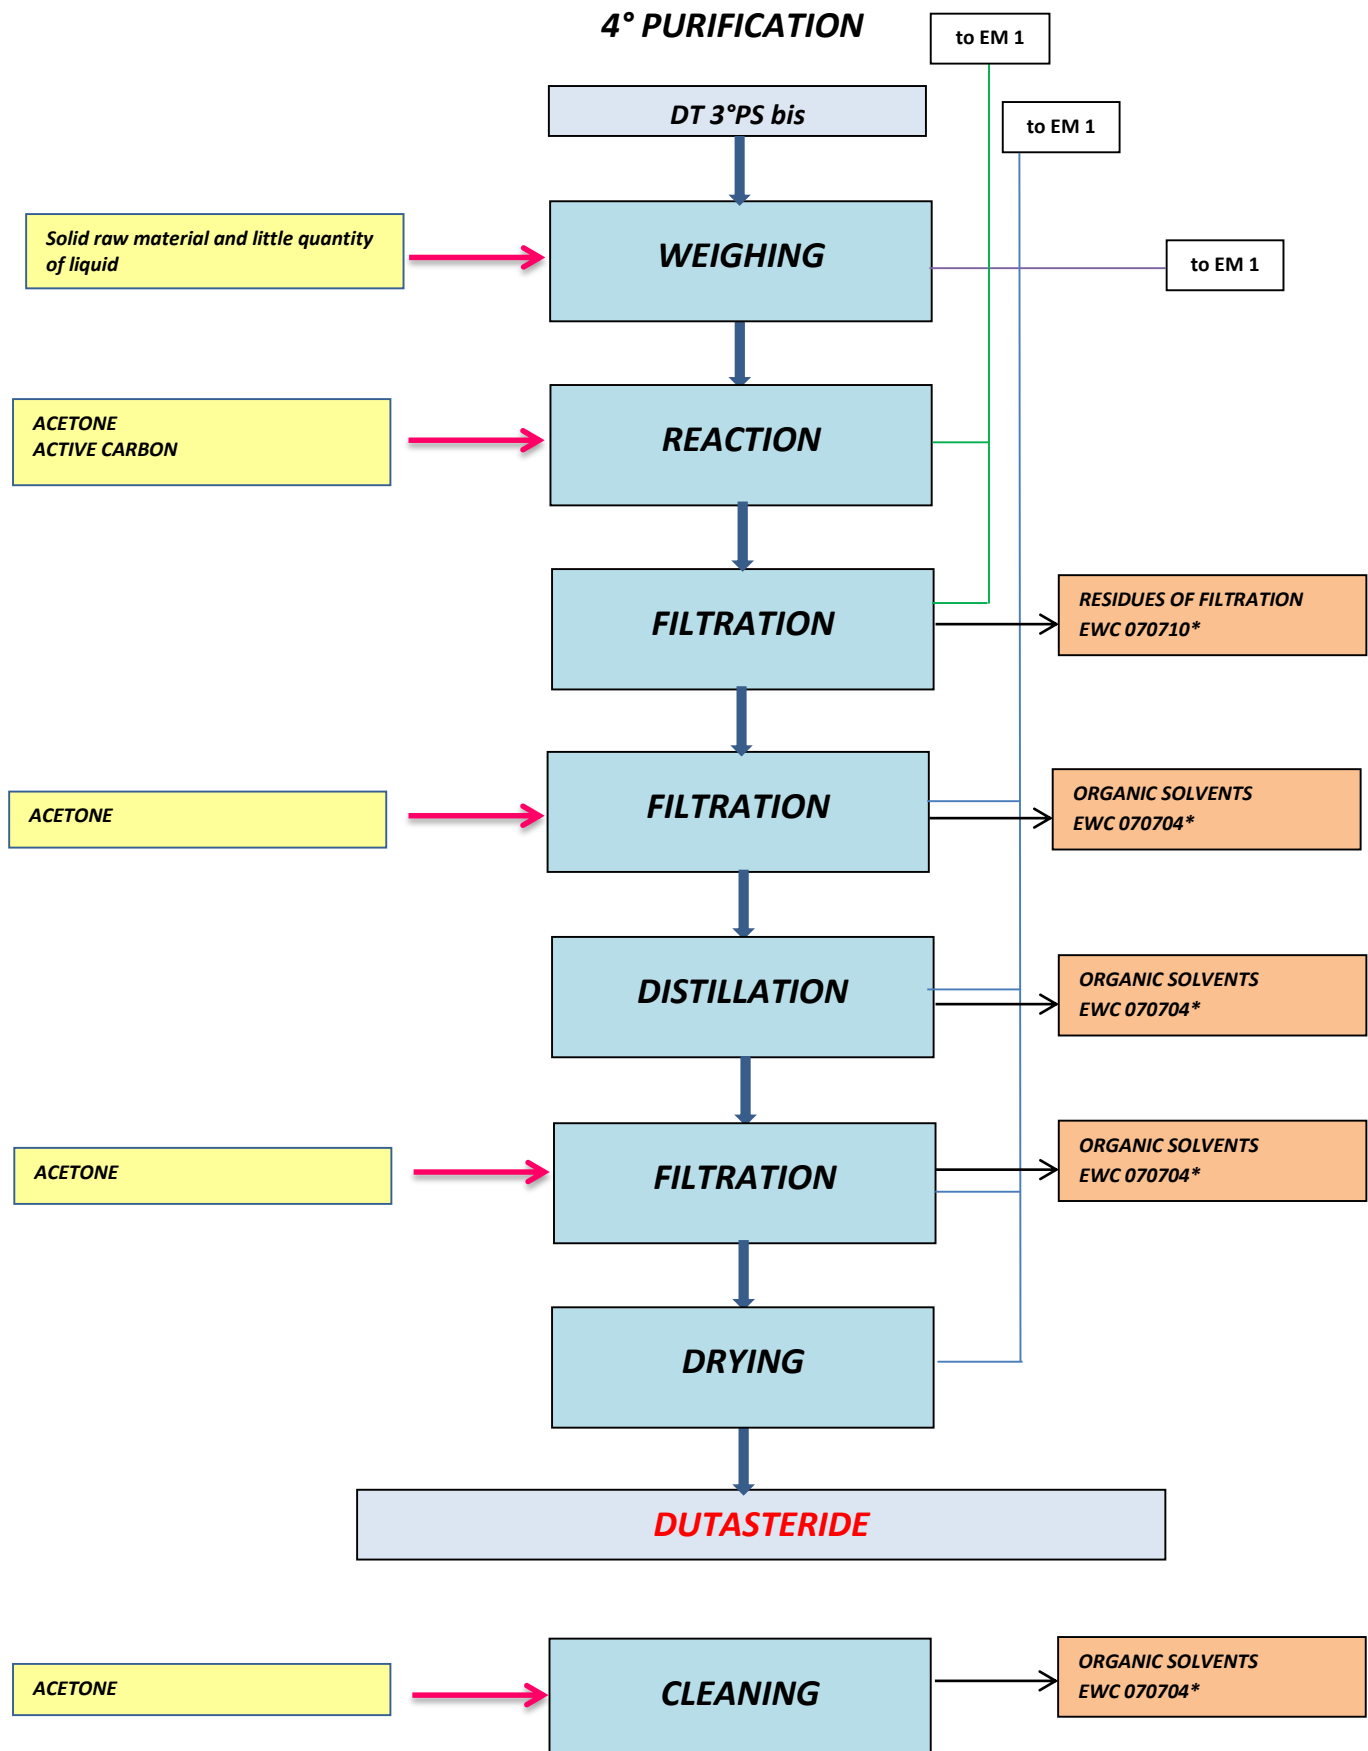 4° PURIFICATION
to EM 1
DT 3°PS bis
to EM 1
Solid raw material and little quantity
of liquid
WEIGHING
to EM 1
ACETONE
ACTIVE CARBON
REACTION
FILTRATION
RESIDUES OF FILTRATION
EWC 070710*
ACETONE
FILTRATION
ORGANIC SOLVENTS
EWC 070704*
DISTILLATION
ORGANIC SOLVENTS
EWC 070704*
ACETONE
FILTRATION
ORGANIC SOLVENTS
EWC 070704*
DRYING
DUTASTERIDE
ACETONE
CLEANING
ORGANIC SOLVENTS
EWC 070704*